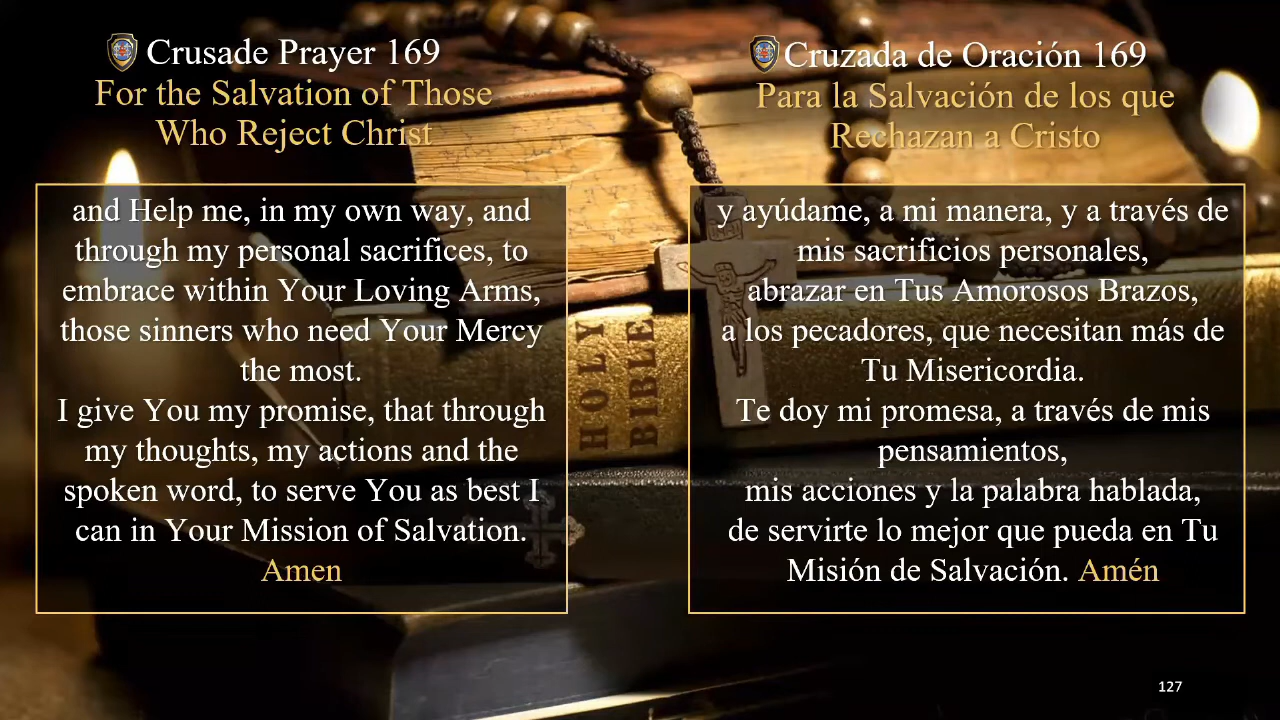 Crusade Prayer 169
For the Salvation of Those
Who Reject Christ
and Help me, in my own way, and
through my personal sacrifices, to
embrace within Your Loving Arms,
those sinners who need Your Mercy
the most.
I give You my promise, that through
my thoughts, my actions and the
spoken word, to serve You as best I
can in Your Mission of Salvation.
Amen
Cruzada de Oración 169
Para la Salvación de los que
Rechazan a Cristo
y ayúdame, a mi manera, y a través de
mis sacrificios personales,
abrazar en Tus Amorosos Brazos,
a los pecadores, que necesitan más de
Tu Misericordia.
Te doy mi promesa, a través de mis
pensamientos,
mis acciones y la palabra hablada,
de servirte lo mejor que pueda en Tu
Misión de Salvación. Amén
HOLY
BIBLE
127